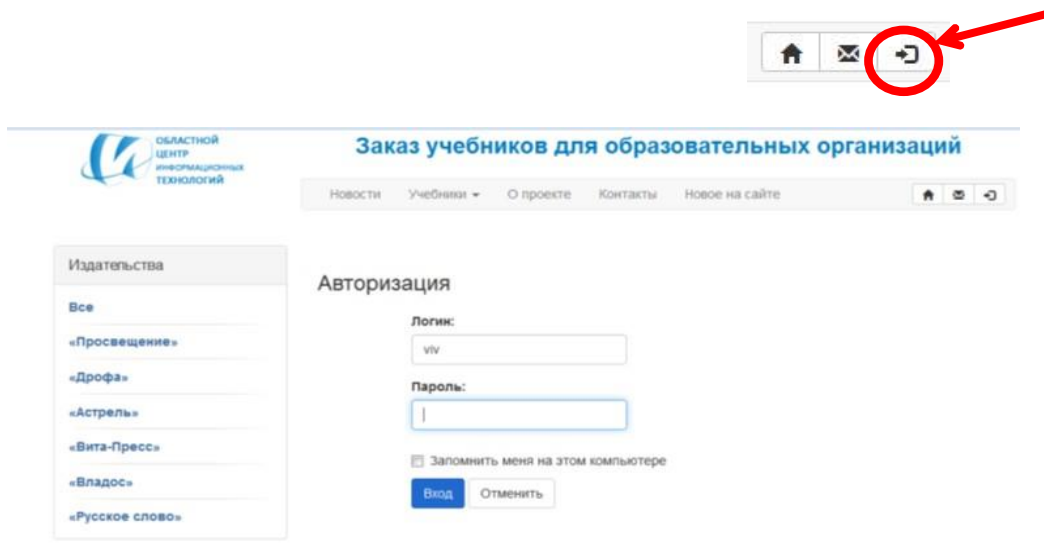 ОБЛАСТНОЙ
ЦЕНТР
ИНФОРМАЦИОННЫХ
ТЕХНОЛОГИЙ
Заказ учебников для образовательных организаций
Новости Учебники О проекте Контакты Новое на сайте
Издательства
Все
«Просвещение»
«Дрофа»
«Астрель»
«Вита-Пресс»
«Владос»
«Русское слово»
Авторизация
Логин:
viv
Пароль:
Запомнить меня на этом компьютере
Вход Отменить